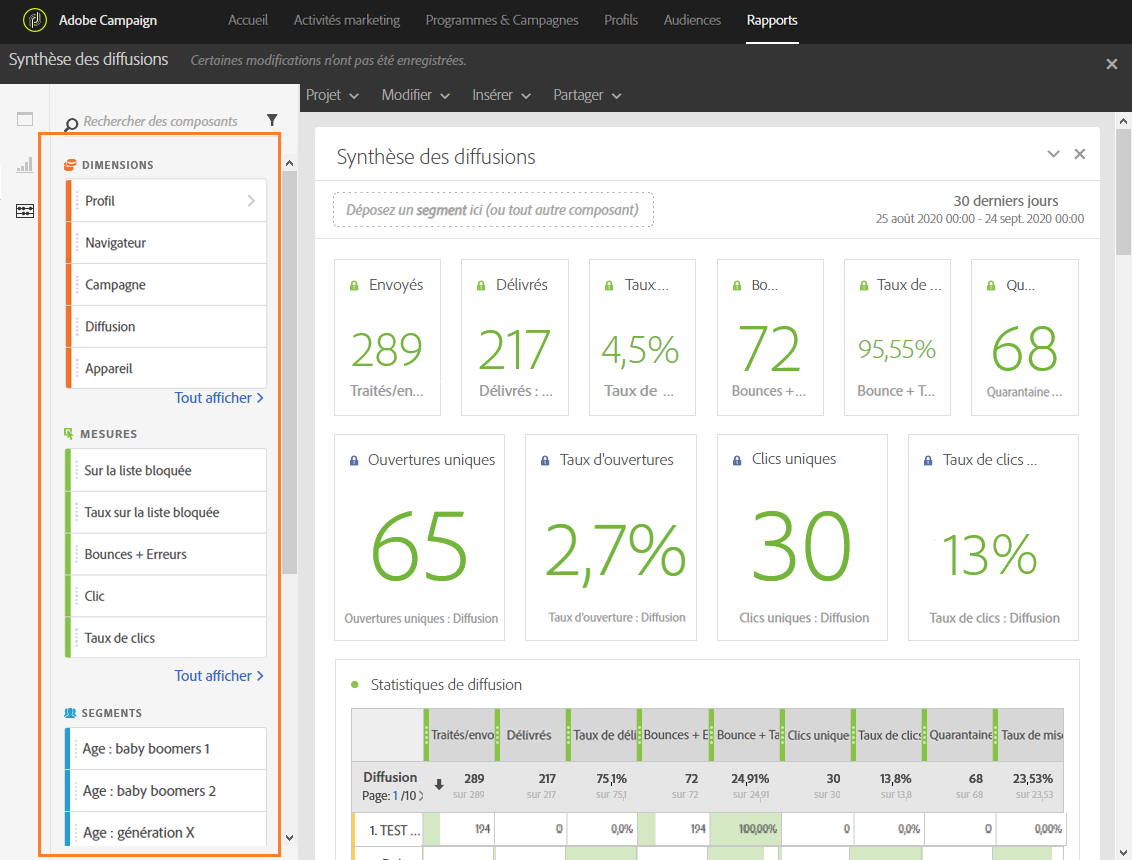 Adobe Campaign Accueil Activités marketing Programmes & Campagnes Profils Audiences Rapports
Synthèse des diffusions Certaines modifications n'ont pas été enregistrées.
Projet Modifier Insérer Partager
Rechercher des composants
DIMENSIONS
Profil
Navigateur
Campagne
Diffusion
Appareil
Tout afficher
MESURES
Sur la liste bloquée
Taux sur la liste bloquée
Bounces + Erreurs
Clic
Taux de clics
Tout afficher
SEGMENTS
Age : baby boomers 1
Age : baby boomers 2
Age : génération X
Synthèse des diffusions
Déposez un segment ici (ou tout autre composant)
30 derniers jours
25 août 2020 00:00 - 24 sept. 2020 00:00
Envoyés
289
Traités/en...
Délivrés
217
Délivrés : ...
Taux ...
4,5%
Taux de ...
Bo...
72
Bounces +...
Taux de ...
95,55%
Bounce + T...
Qu...
68
Quarantaine ...
Ouvertures uniques
65
Ouvertures uniques : Diffusion
Taux d'ouvertures
2,7%
Taux d'ouverture : Diffusion
Clics uniques
30
Clics uniques : Diffusion
Taux de clics ...
13%
Taux de clics : Diffusion
Statistiques de diffusion
Traités/envo Délivrés Taux de déli Bounces + E Bounce + Ta Clics unique Taux de clics Quarantaine Taux de mise
Diffusion 289 217 75,1% 72 24,91% 30 13,8% 68 23,53%
Page: 1 /10 sur 289 sur 217 sur 75,1 sur 72 sur 24,91 sur 30 sur 13,8 sur 68 sur 23,53
1. TEST ... 194 0 0,0% 194 100,00% 0 0,0% 0 0,00%